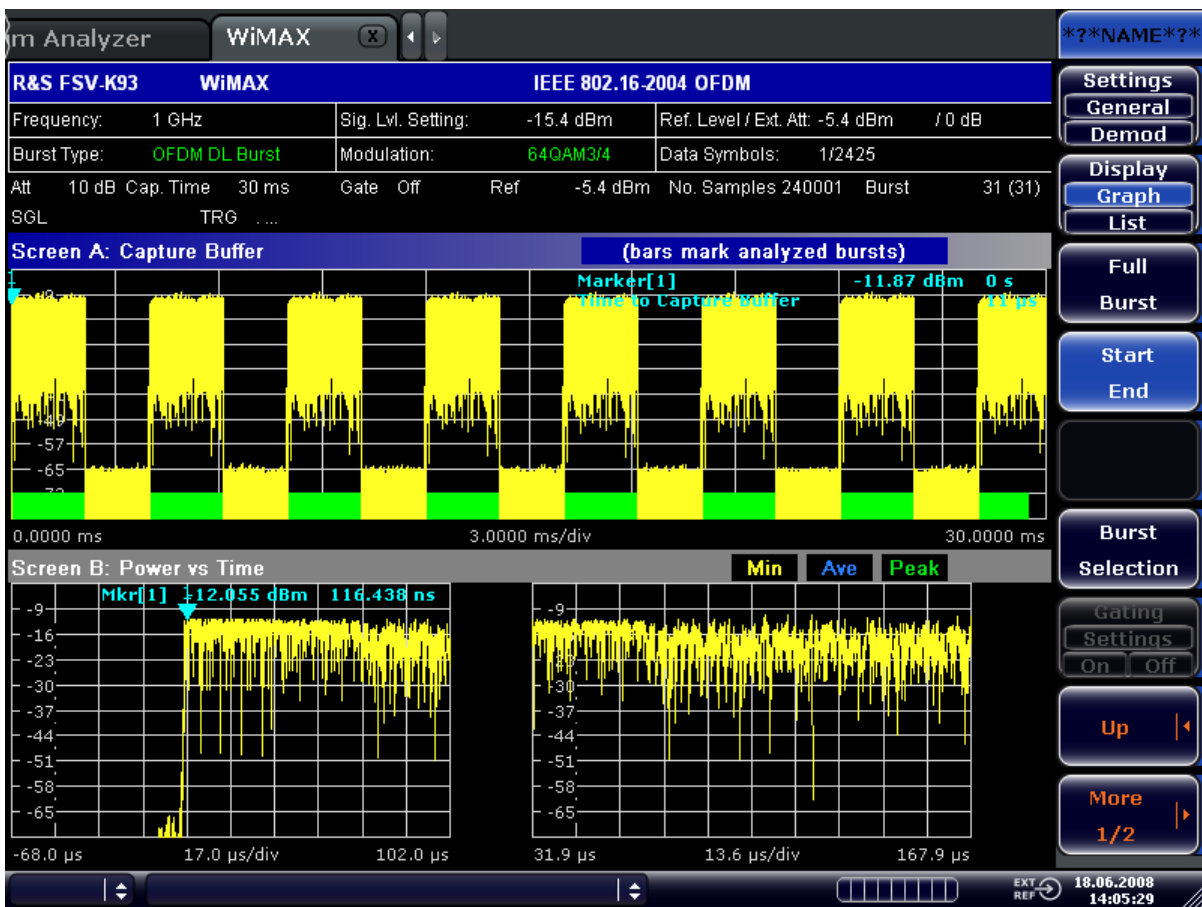 m Analyzer WiMAX X *?*NAME*?*
R&S FSV-K93 WiMAX IEEE 802.16-2004 OFDM
Frequency: 1 GHz Sig. Lvl. Setting: -15.4 dBm Ref. Level / Ext. Att: -5.4 dBm / 0 dB
Burst Type: OFDM DL Burst Modulation: 64QAM3/4 Data Symbols: 1/2425
Att 10 dB Cap. Time 30 ms Gate Off Ref -5.4 dBm No. Samples 240001 Burst 31 (31)
SGL TRG . ...
Screen A: Capture Buffer (bars mark analyzed bursts)
1
Marker[1] -11.87 dBm 0 s
Time to Capture Buffer 11 µs
-49
-57
-65
-73
0.0000 ms 3.0000 ms/div 30.0000 ms
Screen B: Power vs Time Min Ave Peak
Mkr[1] -12.055 dBm 116.438 ns
-9 -9
-16
-23 -23
-30 -30
-37 -37
-44 -44
-51 -51
-58 -58
-65 -65
-68.0 µs 17.0 µs/div 102.0 µs 31.9 µs 13.6 µs/div 167.9 µs
Settings
General
Demod
Display
Graph
List
Full
Burst
Start
End
Burst
Selection
Gating
Settings
On Off
Up
More
1/2
EXT
REF
18.06.2008
14:05:29